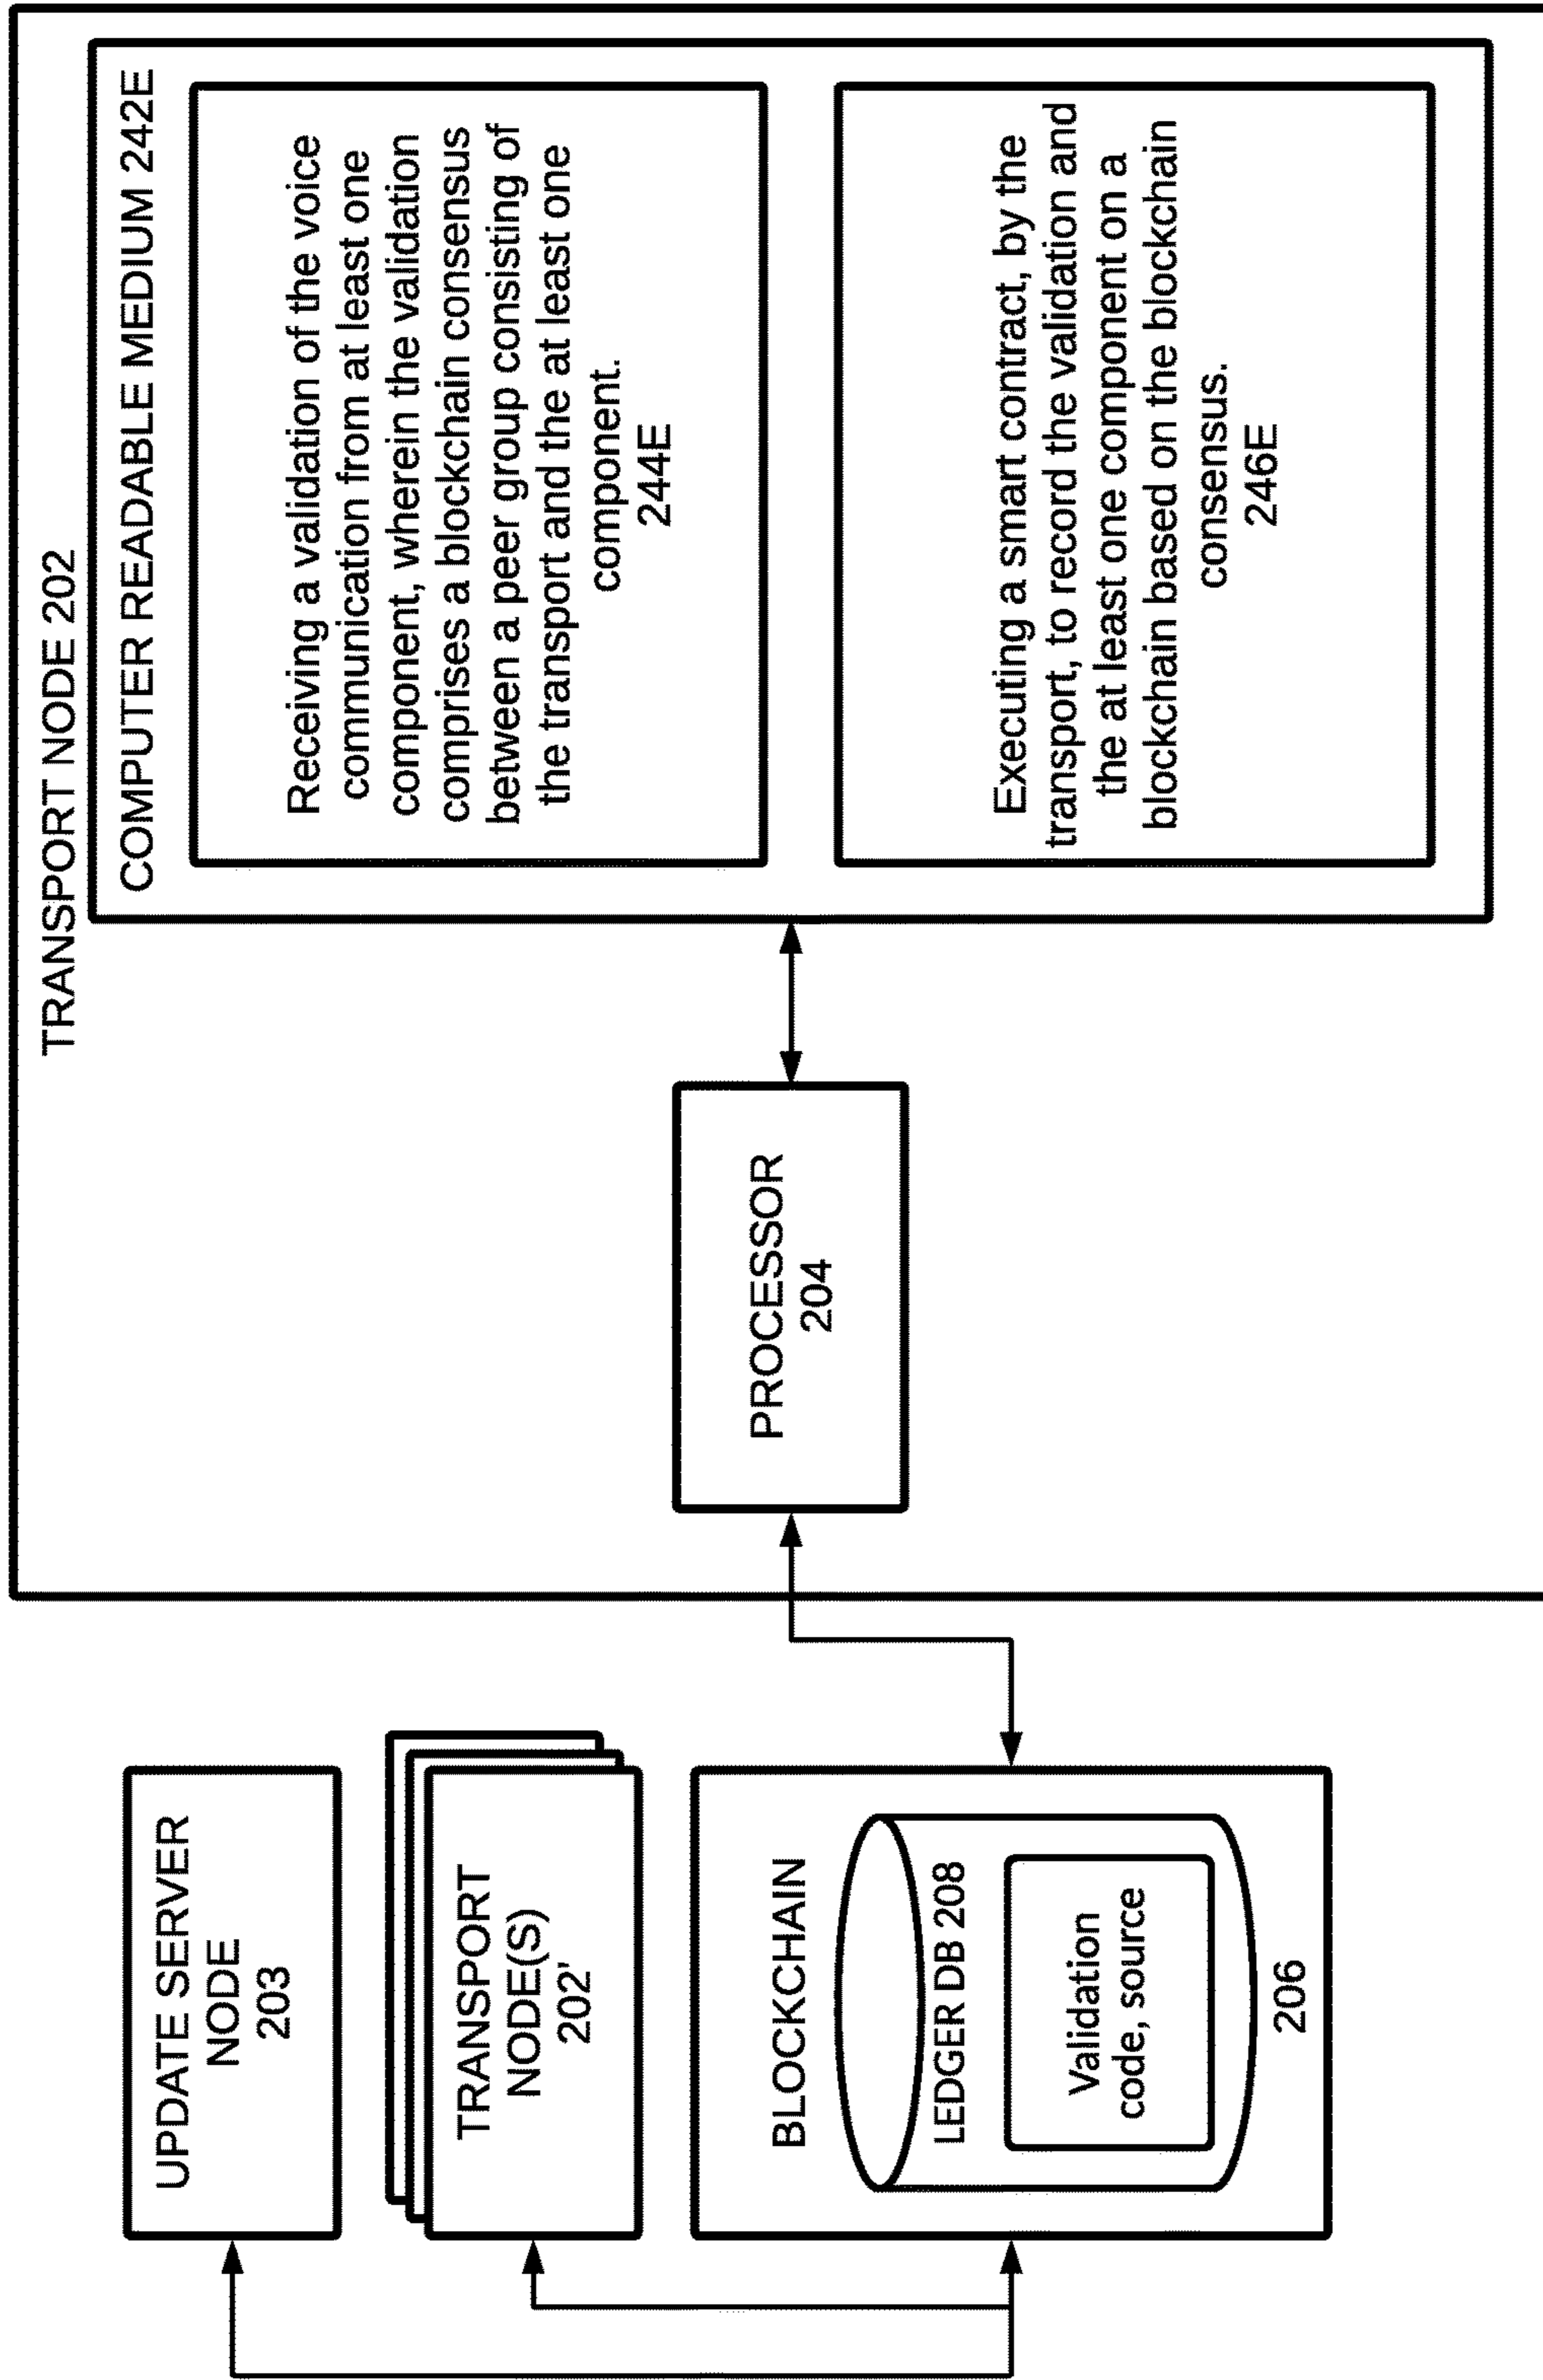 TRANSPORT NODE 202
COMPUTER READABLE MEDIUM 242E
Receiving a validation of the voice
communication from at least one
component, wherein the validation
comprises a blockchain consensus
between a peer group consisting of
the transport and the at least one
component.
244E
Executing a smart contract, by the
transport, to record the validation and
the at least one component on a
blockchain based on the blockchain
consensus.
246E
PROCESSOR
204
UPDATE SERVER
NODE
203
TRANSPORT
NODE(S)
202'
BLOCKCHAIN
LEDGER DB 208
Validation
code, source
206